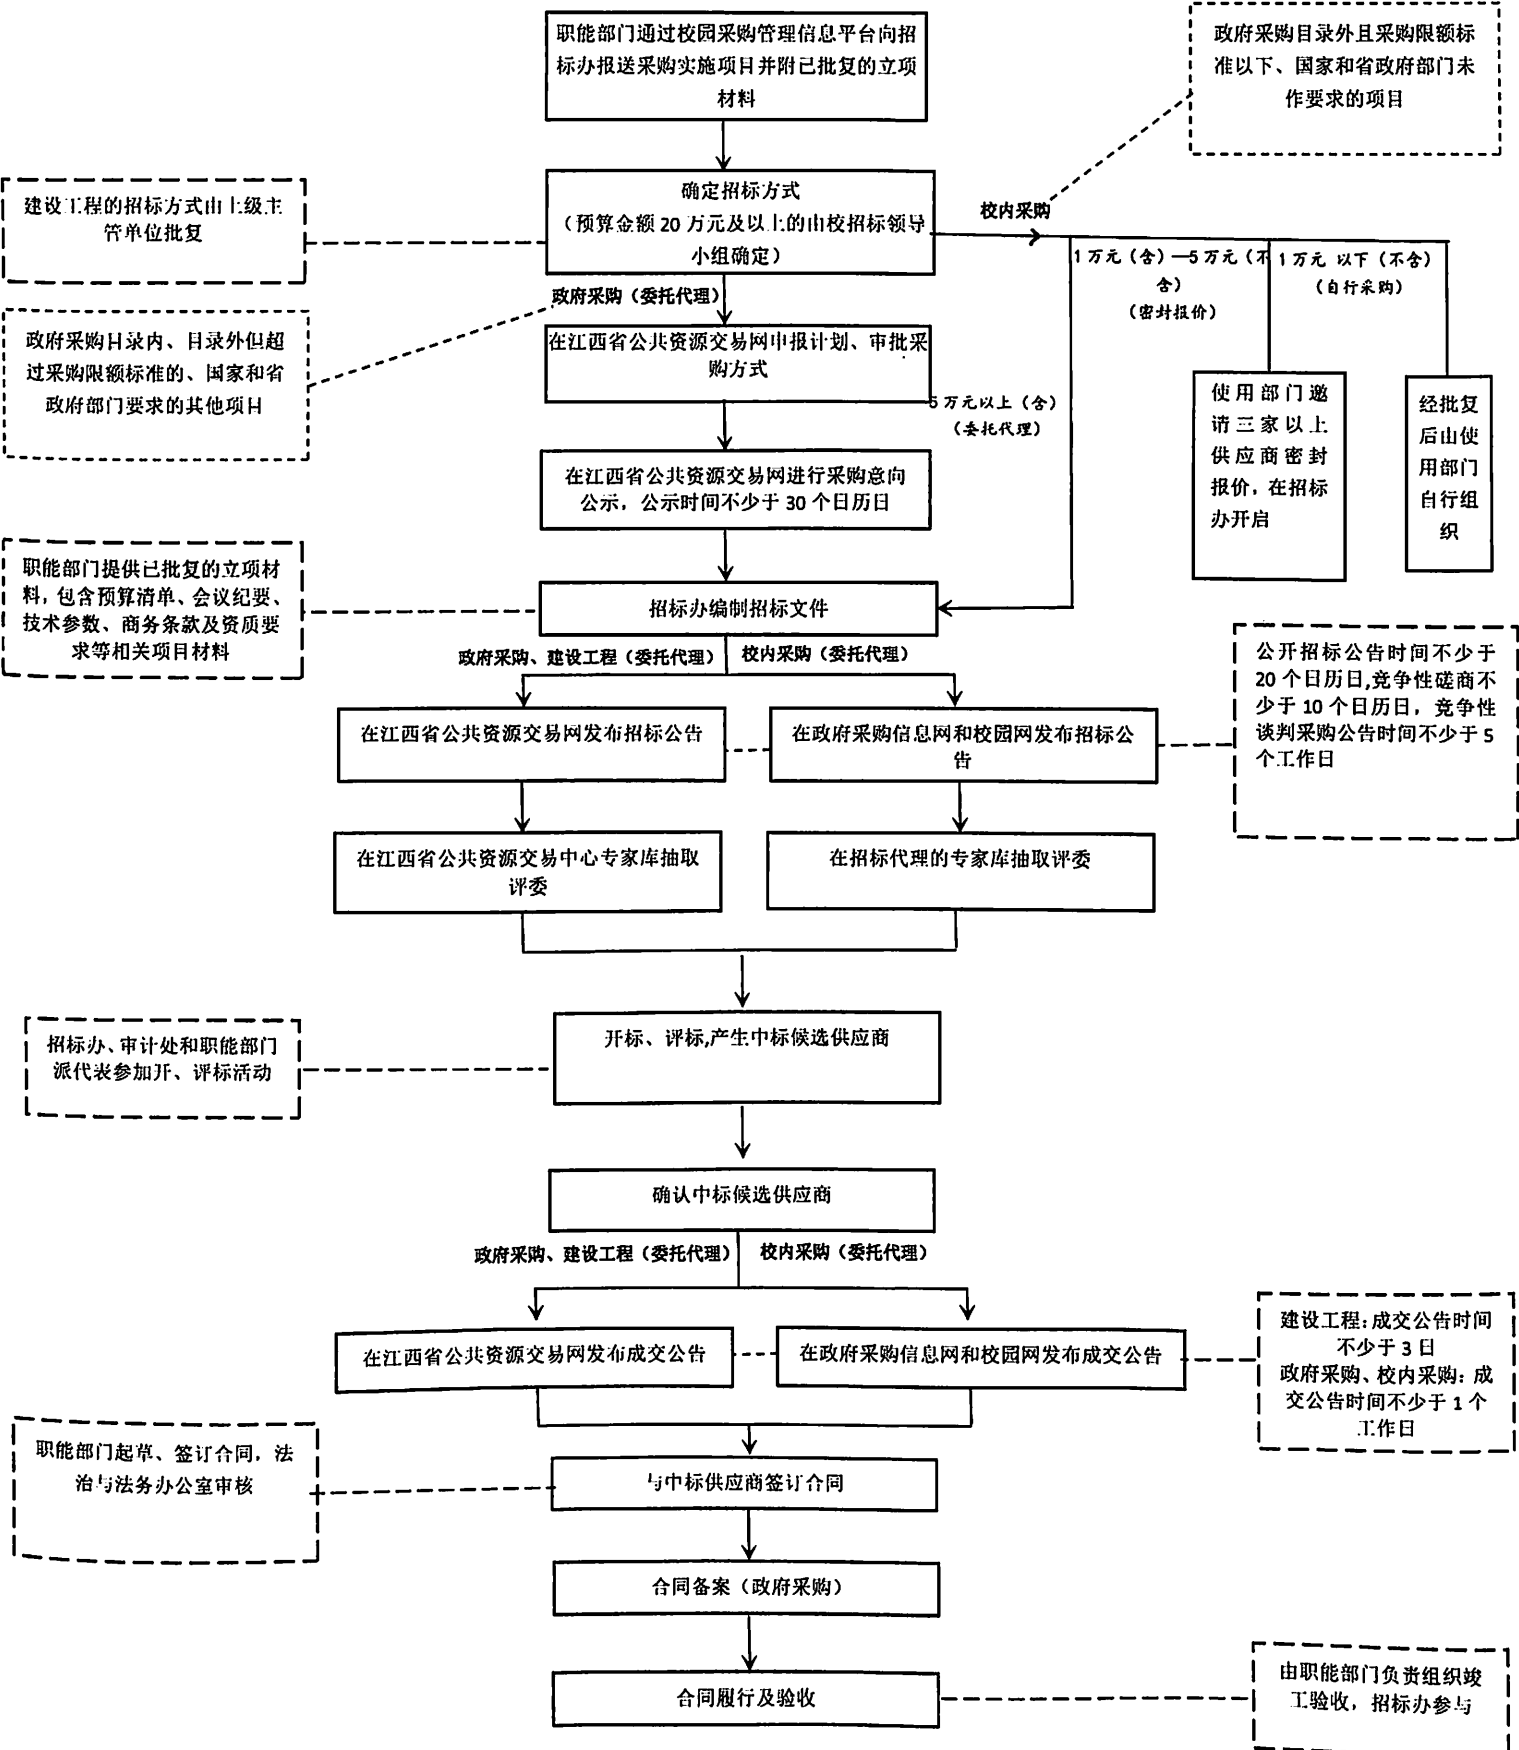 职能部门通过校园采购管理信息平台向招
标办报送采购实施项目并附已批复的立项
材料
政府采购目录外且采购限额标
准以下、国家和省政府部门未
作要求的项目
建设工程的招标方式由上级主
管单位批复
确定招标方式
（预算金额 20 万元及以上的由校招标领导
小组确定）
校内采购
1 万元（含）—5 万元（不
含）
（密封报价）
1 万元 以下（不含）
（自行采购）
政府采购（委托代理）
政府采购目录内、目录外但超
过采购限额标准的、国家和省
政府部门要求的其他项目
在江西省公共资源交易网申报计划、审批采
购方式
5 万元以上（含）
（委托代理）
使用部门邀
请三家以上
供应商密封
报价，在招标
办开启
经批复
后由使
用部门
自行组
织
在江西省公共资源交易网进行采购意向
公示，公示时间不少于 30 个日历日
职能部门提供已批复的立项材
料，包含预算清单、会议纪要、
技术参数、商务条款及资质要
求等相关项目材料
招标办编制招标文件
政府采购、建设工程（委托代理）
校内采购（委托代理）
公开招标公告时间不少于
20 个日历日,竞争性磋商不
少于 10 个日历日，竞争性
谈判采购公告时间不少于 5
个工作日
在江西省公共资源交易网发布招标公告
在政府采购信息网和校园网发布招标公
告
在江西省公共资源交易中心专家库抽取
评委
在招标代理的专家库抽取评委
招标办、审计处和职能部门
派代表参加开、评标活动
开标、评标,产生中标候选供应商
确认中标候选供应商
政府采购、建设工程（委托代理）
校内采购（委托代理）
在江西省公共资源交易网发布成交公告
在政府采购信息网和校园网发布成交公告
建设工程：成交公告时间
不少于 3 日
政府采购、校内采购：成
交公告时间不少于 1 个
工作日
职能部门起草、签订合同，法
治与法务办公室审核
与中标供应商签订合同
合同备案（政府采购）
合同履行及验收
由职能部门负责组织竣
工验收，招标办参与